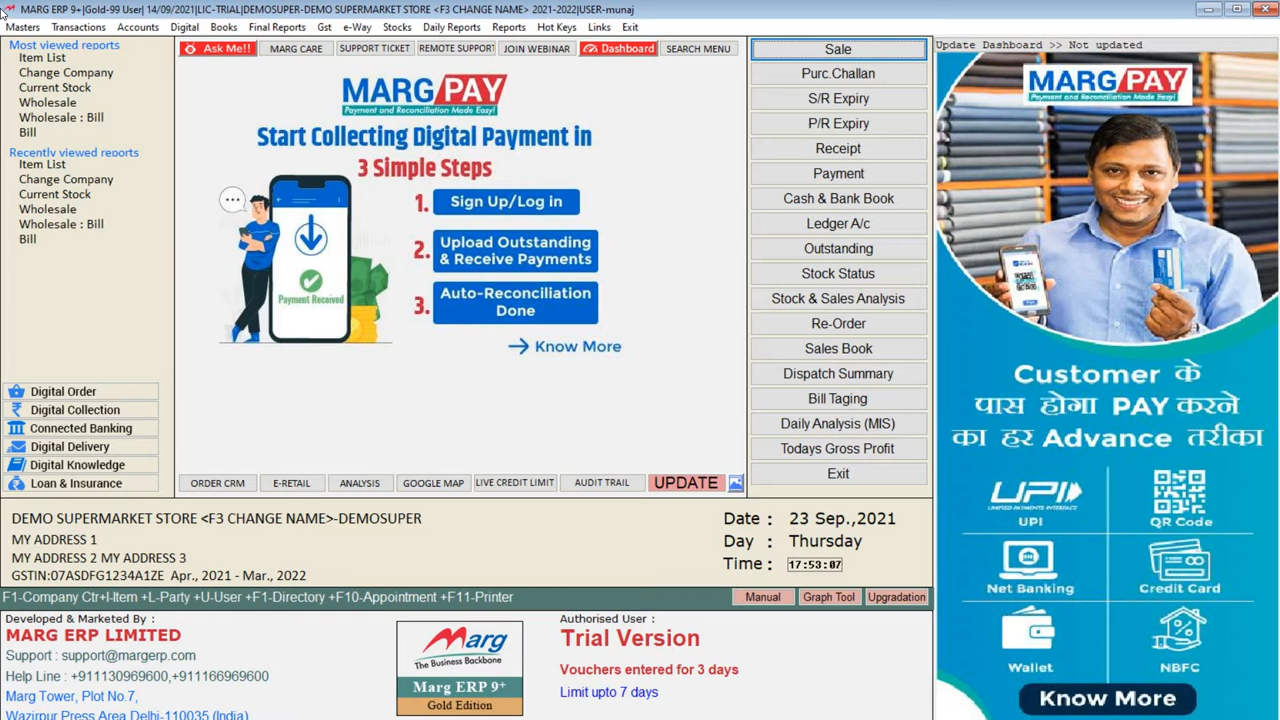 MARG ERP 9+|Gold-99 User| 14/09/2021|LIC-TRIAL|DEMOSUPER-DEMO SUPERMARKET STORE <F3 CHANGE NAME> 2021-2022|USER-munaj
Masters Transactions Accounts Digital Books Final Reports Gst e-Way Stocks Daily Reports Reports Hot Keys Links Exit
Most viewed reports
Item List
Change Company
Current Stock
Wholesale
Wholesale : Bill
Bill
Recently viewed reports
Item List
Change Company
Current Stock
Wholesale
Wholesale : Bill
Bill
Digital Order
Digital Collection
Connected Banking
Digital Delivery
Digital Knowledge
Loan & Insurance
Ask Me!! MARG CARE SUPPORT TICKET REMOTE SUPPORT JOIN WEBINAR Dashboard SEARCH MENU
MARG PAY
Payment and Reconciliation Made Easy!
Start Collecting Digital Payment in
3 Simple Steps
1. Sign Up/Log in
2. Upload Outstanding
& Receive Payments
3. Auto-Reconciliation
Done
Payment Received
Know More
ORDER CRM E-RETAIL ANALYSIS GOOGLE MAP LIVE CREDIT LIMIT AUDIT TRAIL UPDATE
Sale
Purc.Challan
S/R Expiry
P/R Expiry
Receipt
Payment
Cash & Bank Book
Ledger A/c
Outstanding
Stock Status
Stock & Sales Analysis
Re-Order
Sales Book
Dispatch Summary
Bill Taging
Daily Analysis (MIS)
Todays Gross Profit
Exit
Update Dashboard >> Not updated
MARG PAY
Payment and Reconciliation Made Easy!
Customer के
पास होगा PAY करने
का हर Advance तरीका
UPI
UNIFIED PAYMENTS INTERFACE
UPI QR Code
Net Banking Credit Card
Wallet NBFC
Know More
DEMO SUPERMARKET STORE <F3 CHANGE NAME>-DEMOSUPER
MY ADDRESS 1
MY ADDRESS 2 MY ADDRESS 3
GSTIN:07ASDFG1234A1ZE Apr., 2021 - Mar., 2022
Date : 23 Sep.,2021
Day : Thursday
Time : 17:53:07
F1-Company Ctr+I-Item +L-Party +U-User +F1-Directory +F10-Appointment +F11-Printer
Manual Graph Tool Upgradation
Developed & Marketed By :
MARG ERP LIMITED
Support : support@margerp.com
Help Line : +911130969600,+911166969600
Marg Tower, Plot No.7,
Wazirpur Press Area Delhi-110035 (India)
Marg
The Business Backbone
Marg ERP 9+
Gold Edition
Authorised User :
Trial Version
Vouchers entered for 3 days
Limit upto 7 days